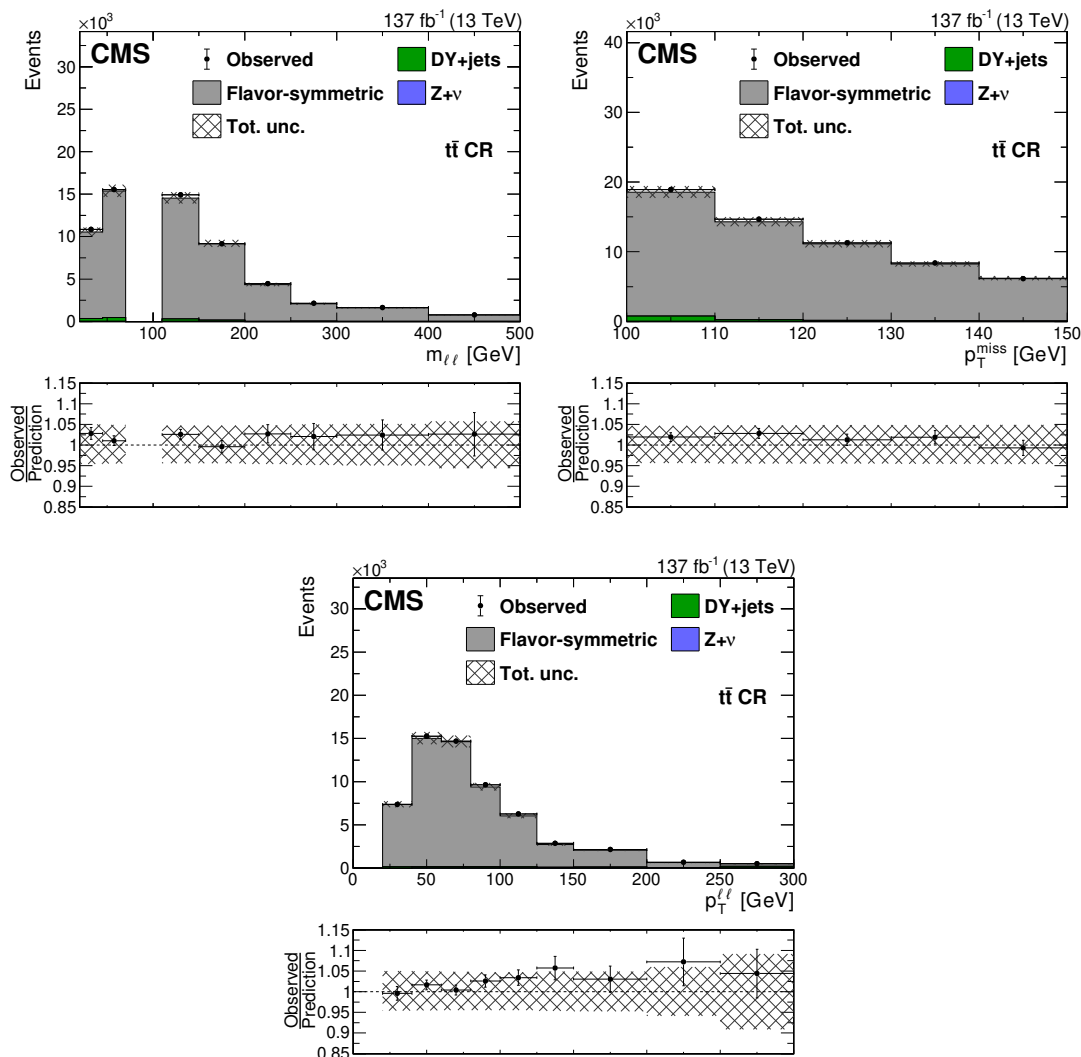 ×10³ 137 fb⁻¹ (13 TeV)
Events
CMS
Observed DY+jets
Flavor-symmetric Z+ν
Tot. unc.
tt̄ CR
30
25
20
15
10
5
0
100 200 300 400 500
m_ℓℓ [GeV]
Observed
Prediction
1.15
1.1
1.05
1
0.95
0.9
0.85
×10³ 137 fb⁻¹ (13 TeV)
Events
CMS
Observed DY+jets
Flavor-symmetric Z+ν
Tot. unc.
tt̄ CR
40
30
20
10
0
100 110 120 130 140 150
p_T^miss [GeV]
Observed
Prediction
1.15
1.1
1.05
1
0.95
0.9
0.85
×10³ 137 fb⁻¹ (13 TeV)
Events
CMS
Observed DY+jets
Flavor-symmetric Z+ν
Tot. unc.
tt̄ CR
30
25
20
15
10
5
0
0 50 100 150 200 250 300
p_T^ℓℓ [GeV]
Observed
Prediction
1.15
1.1
1.05
1
0.95
0.9
0.85